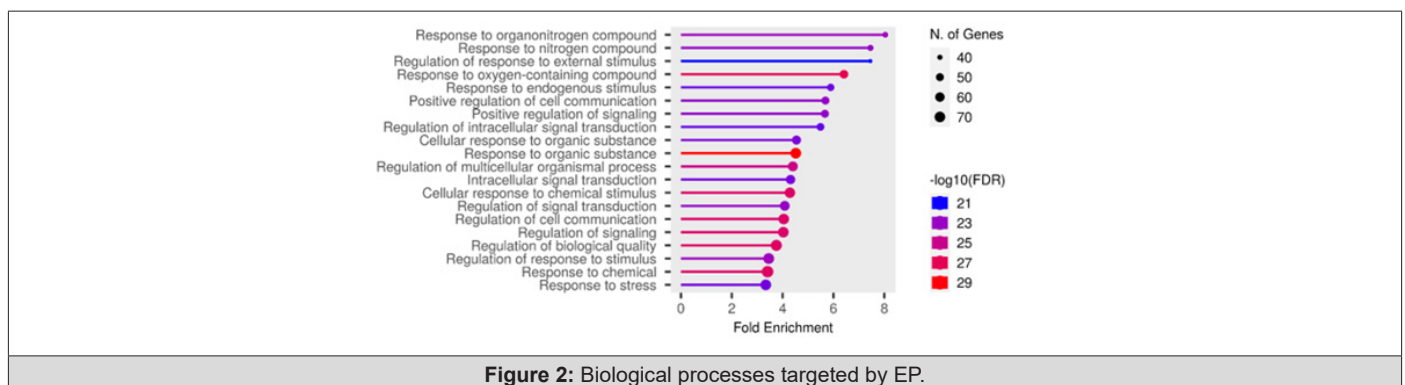 Response to organonitrogen compound
Response to nitrogen compound
Regulation of response to external stimulus
Response to oxygen-containing compound
Response to endogenous stimulus
Positive regulation of cell communication
Positive regulation of signaling
Regulation of intracellular signal transduction
Cellular response to organic substance
Response to organic substance
Regulation of multicellular organismal process
Intracellular signal transduction
Cellular response to chemical stimulus
Regulation of signal transduction
Regulation of cell communication
Regulation of signaling
Regulation of biological quality
Regulation of response to stimulus
Response to chemical
Response to stress
0 2 4 6 8
Fold Enrichment
N. of Genes
40
50
60
70
-log10(FDR)
21
23
25
27
29
Figure 2: Biological processes targeted by EP.